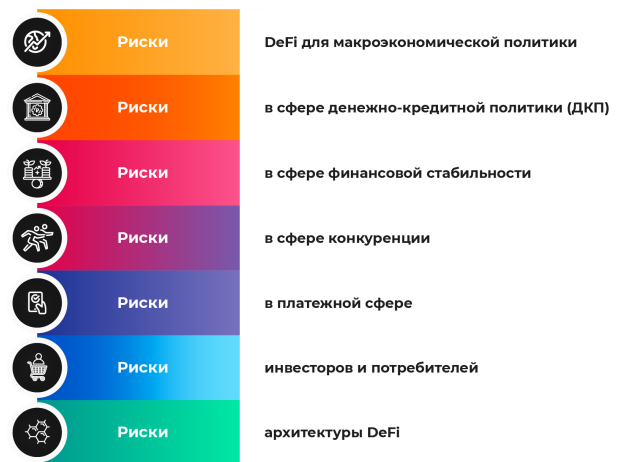 Риски DeFi для макроэкономической политики
Риски в сфере денежно-кредитной политики (ДКП)
Риски в сфере финансовой стабильности
Риски в сфере конкуренции
Риски в платежной сфере
Риски инвесторов и потребителей
Риски архитектуры DeFi